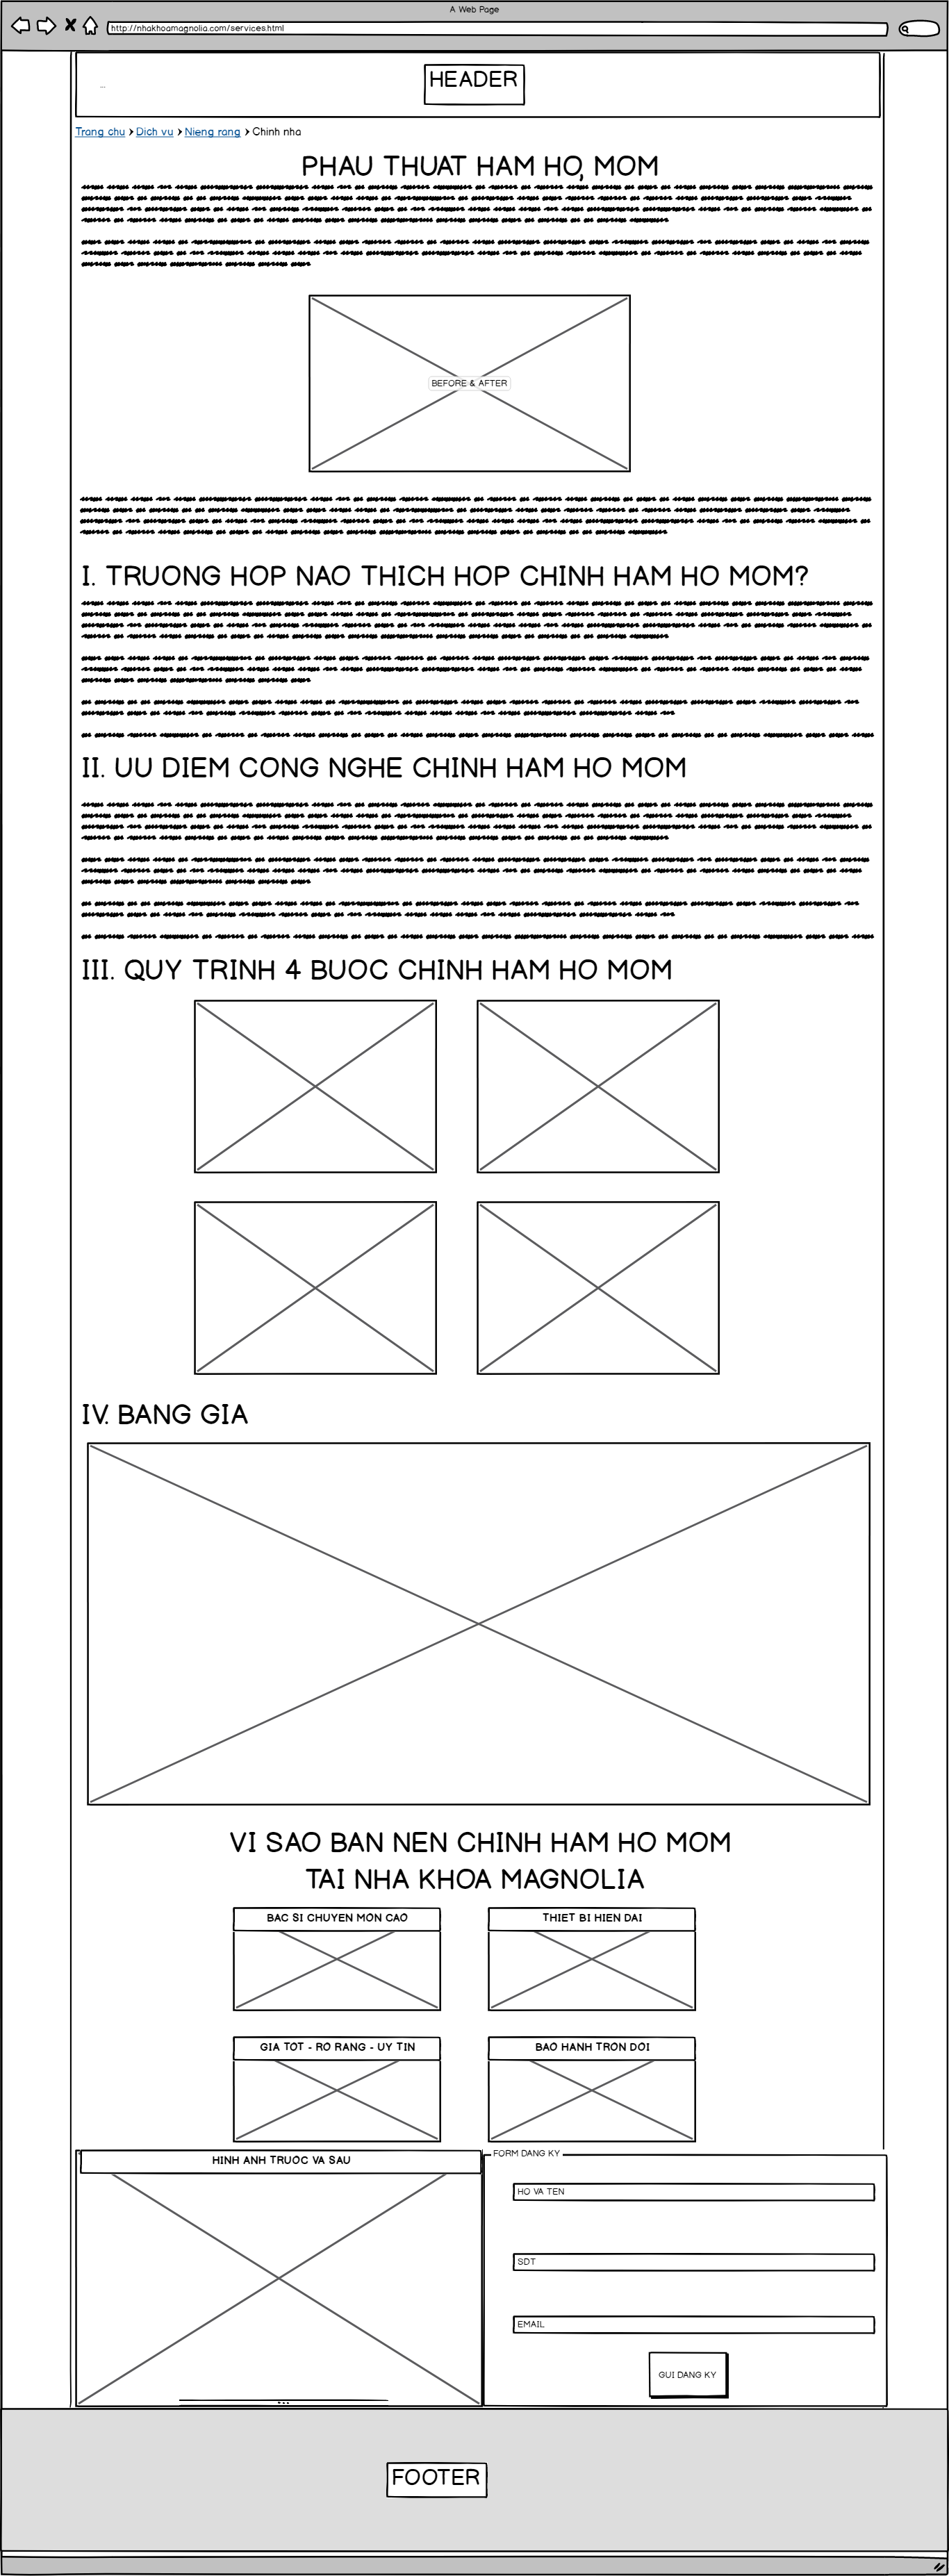 A Web Page
http://nhakhoamagnolia.com/services.html
HEADER
Trang chu › Dich vu › Nieng rang › Chinh nha
PHAU THUAT HAM HO, MOM
BEFORE & AFTER
I. TRUONG HOP NAO THICH HOP CHINH HAM HO MOM?
II. UU DIEM CONG NGHE CHINH HAM HO MOM
III. QUY TRINH 4 BUOC CHINH HAM HO MOM
IV. BANG GIA
VI SAO BAN NEN CHINH HAM HO MOM
TAI NHA KHOA MAGNOLIA
BAC SI CHUYEN MON CAO
THIET BI HIEN DAI
GIA TOT - RO RANG - UY TIN
BAO HANH TRON DOI
HINH ANH TRUOC VA SAU
FORM DANG KY
HO VA TEN
SDT
EMAIL
GUI DANG KY
FOOTER